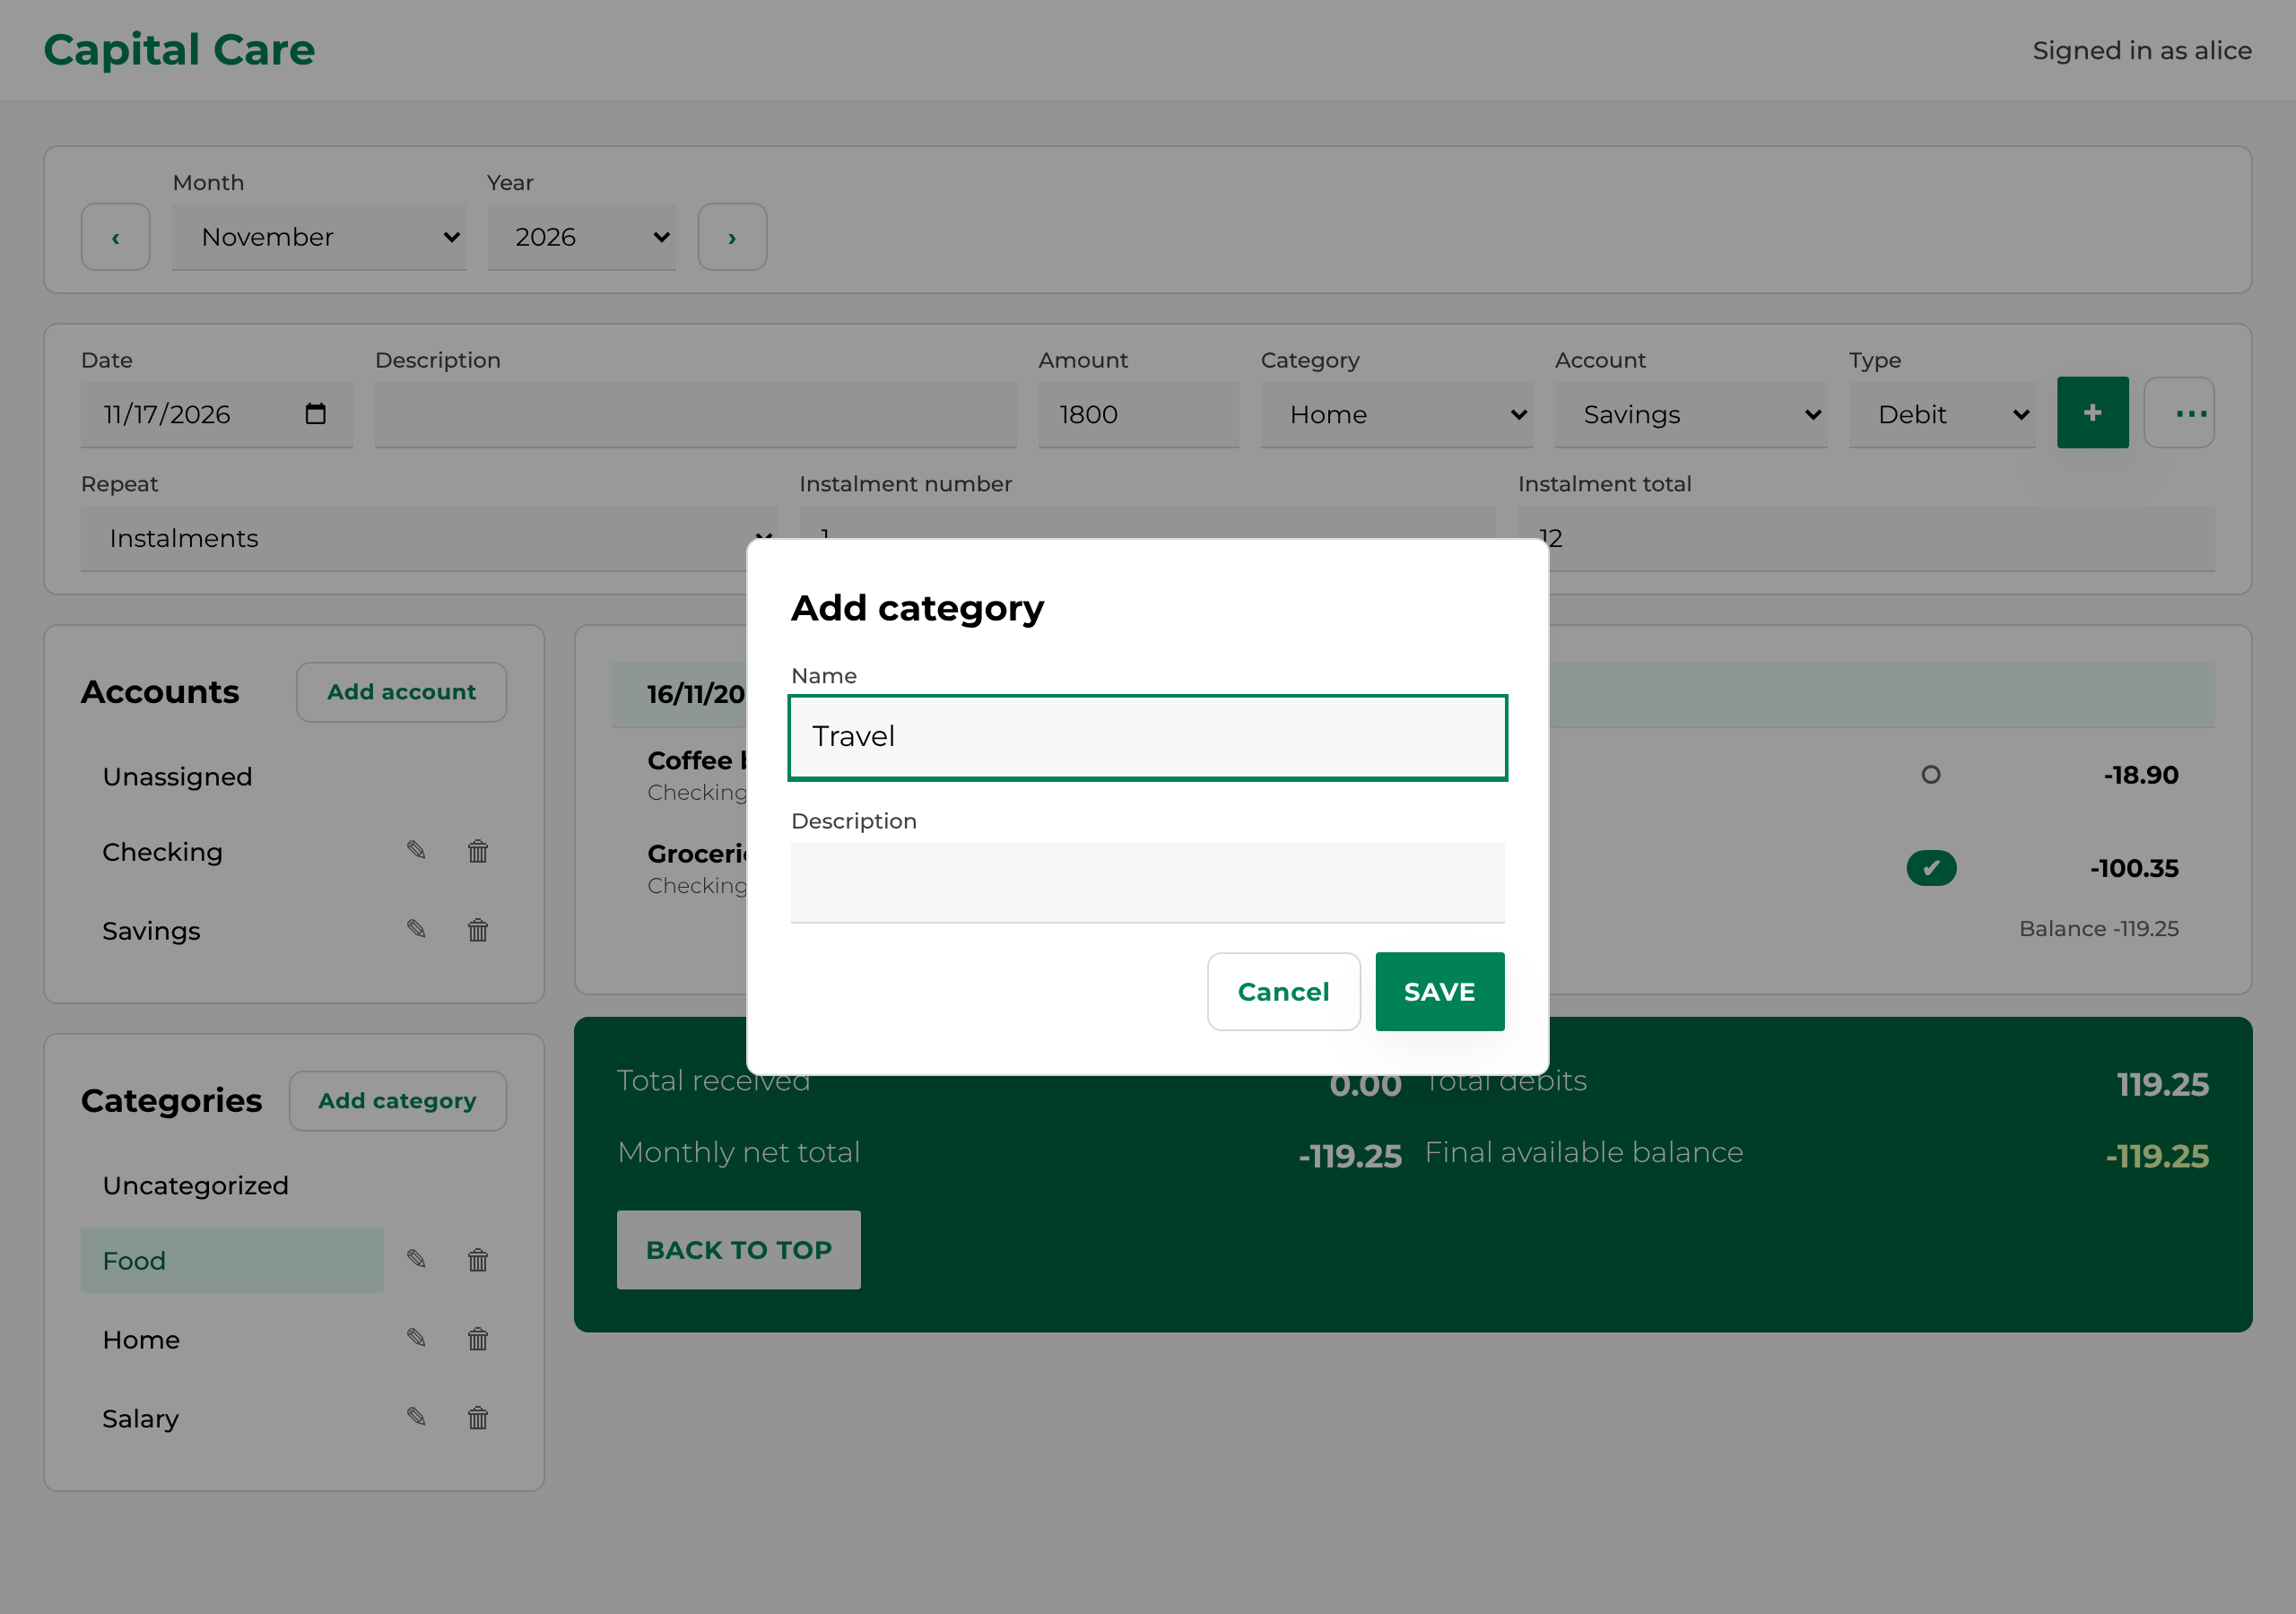 Capital Care
Signed in as alice
Month
Year
‹
November
2026
›
Date
Description
Amount
Category
Account
Type
11/17/2026
1800
Home
Savings
Debit
+
...
Repeat
Instalment number
Instalment total
Instalments
1
12
Add category
Name
Travel
Description
Cancel
SAVE
Accounts
Add account
Unassigned
Checking
Savings
16/11/20
Coffee
Checking
-18.90
Checking
-100.35
Balance -119.25
Categories
Add category
Uncategorized
Food
Home
Salary
Total received
0.00
Total debits
119.25
Monthly net total
-119.25
Final available balance
-119.25
BACK TO TOP